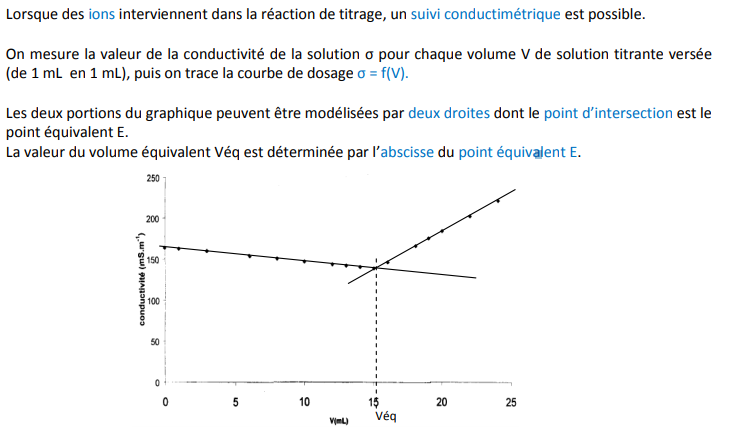 Lorsque des ions interviennent dans la réaction de titrage, un suivi conductimétrique est possible.
On mesure la valeur de la conductivité de la solution σ pour chaque volume V de solution titrante versée
(de 1 mL en 1 mL), puis on trace la courbe de dosage σ = f(V).
Les deux portions du graphique peuvent être modélisées par deux droites dont le point d'intersection est le
point équivalent E.
La valeur du volume équivalent Véq est déterminée par l'abscisse du point équivalent E.
250
200
150
100
50
0
conductivité (mS.m⁻¹)
0 5 10 15 20 25
V(mL)
Véq